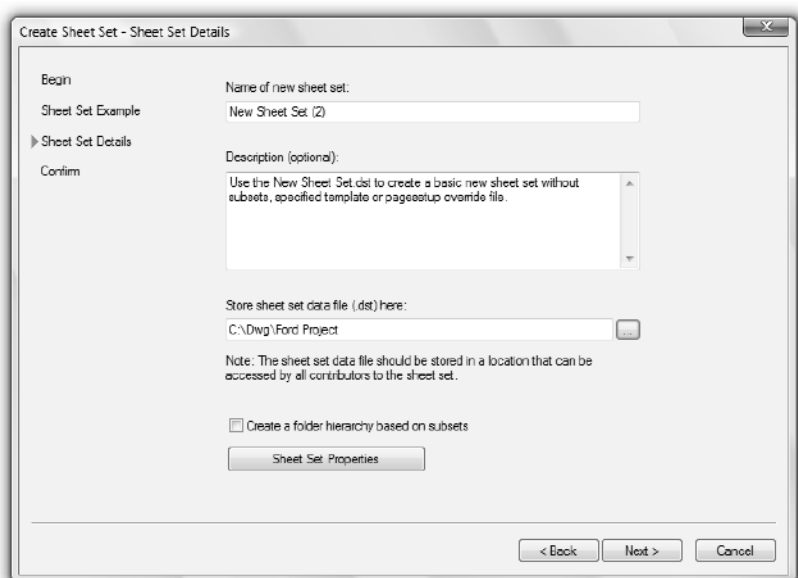 Create Sheet Set - Sheet Set Details
Begin
Sheet Set Example
Sheet Set Details
Confirm
Name of new sheet set:
New Sheet Set (2)
Description (optional):
Use the New Sheet Set.dst to create a basic new sheet set without
subsets, specified template or pagesetup override file.
Store sheet set data file (.dst) here:
C:\Dwg\Ford Project
...
Note: The sheet set data file should be stored in a location that can be
accessed by all contributors to the sheet set.
Create a folder hierarchy based on subsets
Sheet Set Properties
< Back
Next >
Cancel